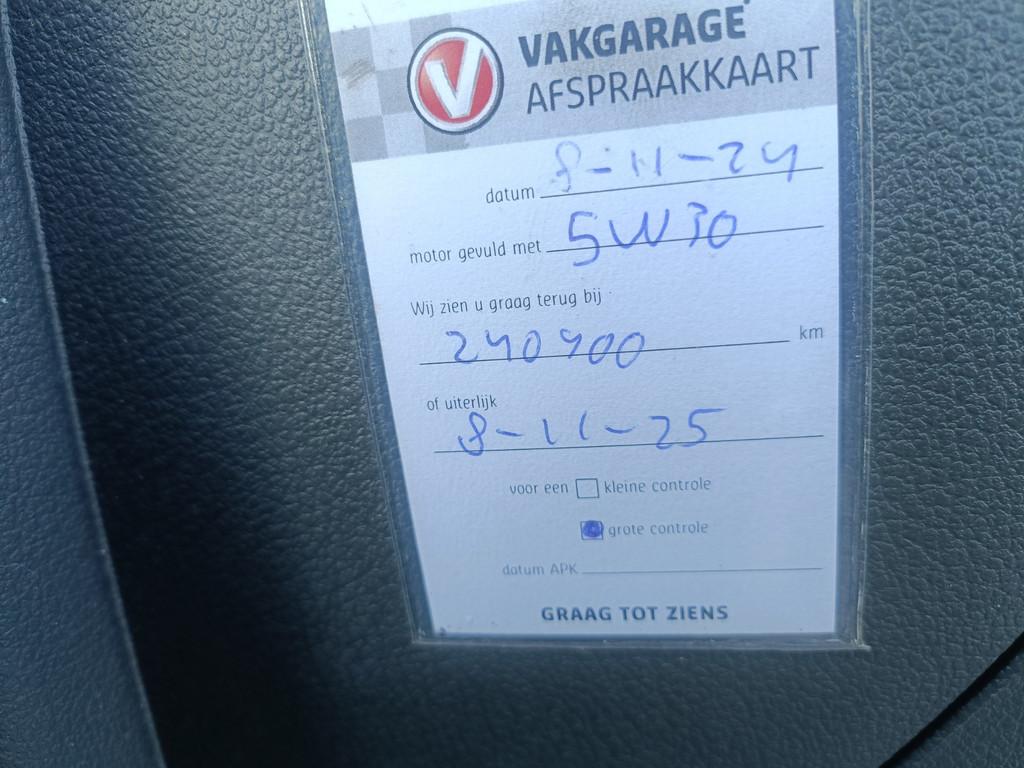 V
VAKGARAGE
AFSPRAAKKAART
datum 8-11-24
motor gevuld met 5W30
Wij zien u graag terug bij
240400 km
of uiterlijk
8-11-25
voor een kleine controle
grote controle
datum APK
GRAAG TOT ZIENS